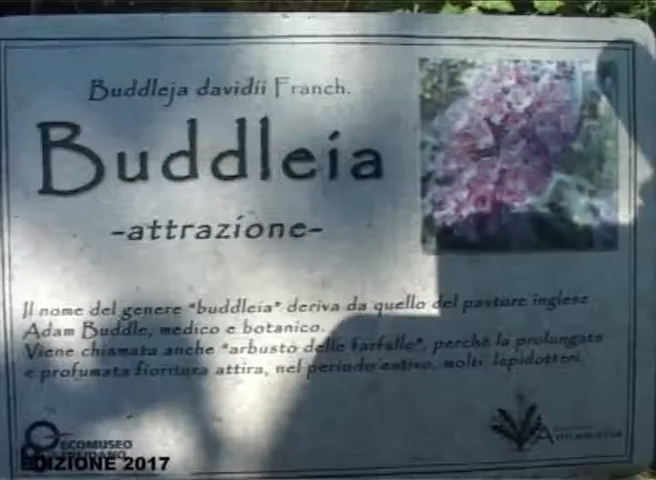 Buddleja davidii Franch.
Buddleia
-attrazione-
Il nome del genere "buddleia" deriva da quello del pastore inglese
Adam Buddle, medico e botanico.
Viene chiamata anche "arbusto delle farfalle", perchè la prolungata
e profumata fioritura attira, nel periodo estivo, molti lepidotteri.
ECOMUSEO
EDIZIONE 2017